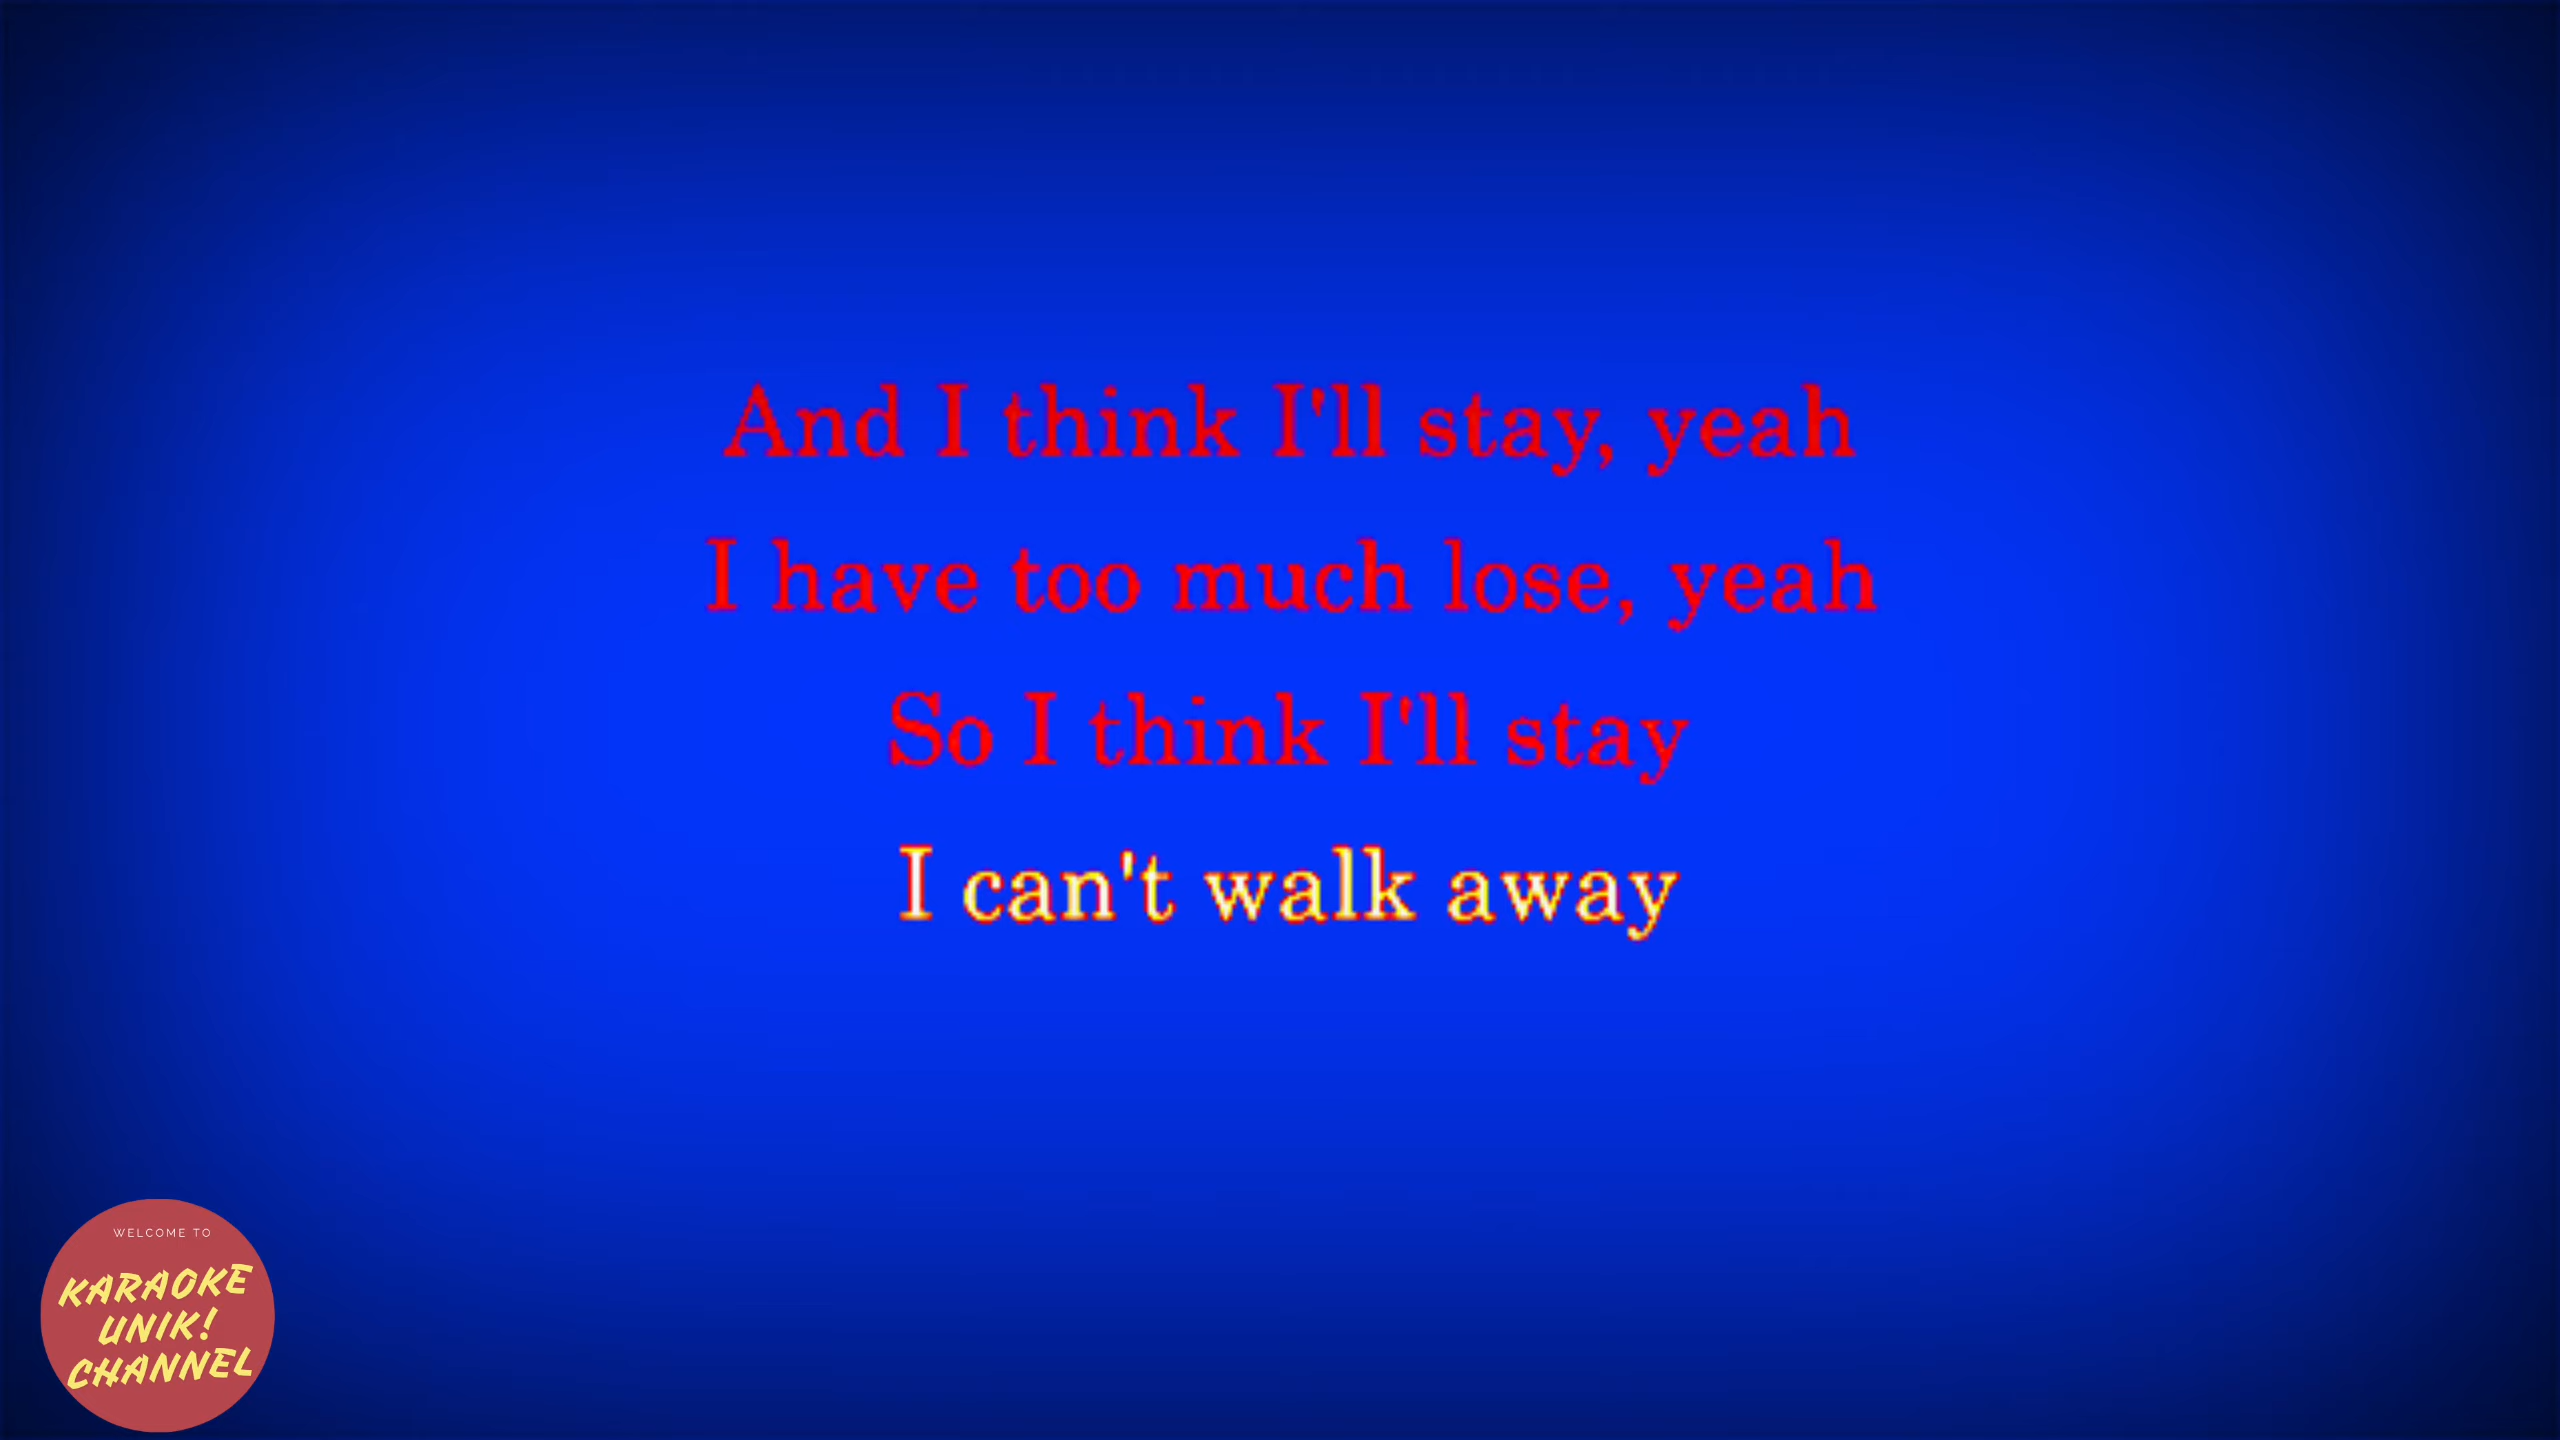 And I think I'll stay, yeah
I have too much lose, yeah
So I think I'll stay
I can't walk away
WELCOME TO
KARAOKE
UNIK!
CHANNEL